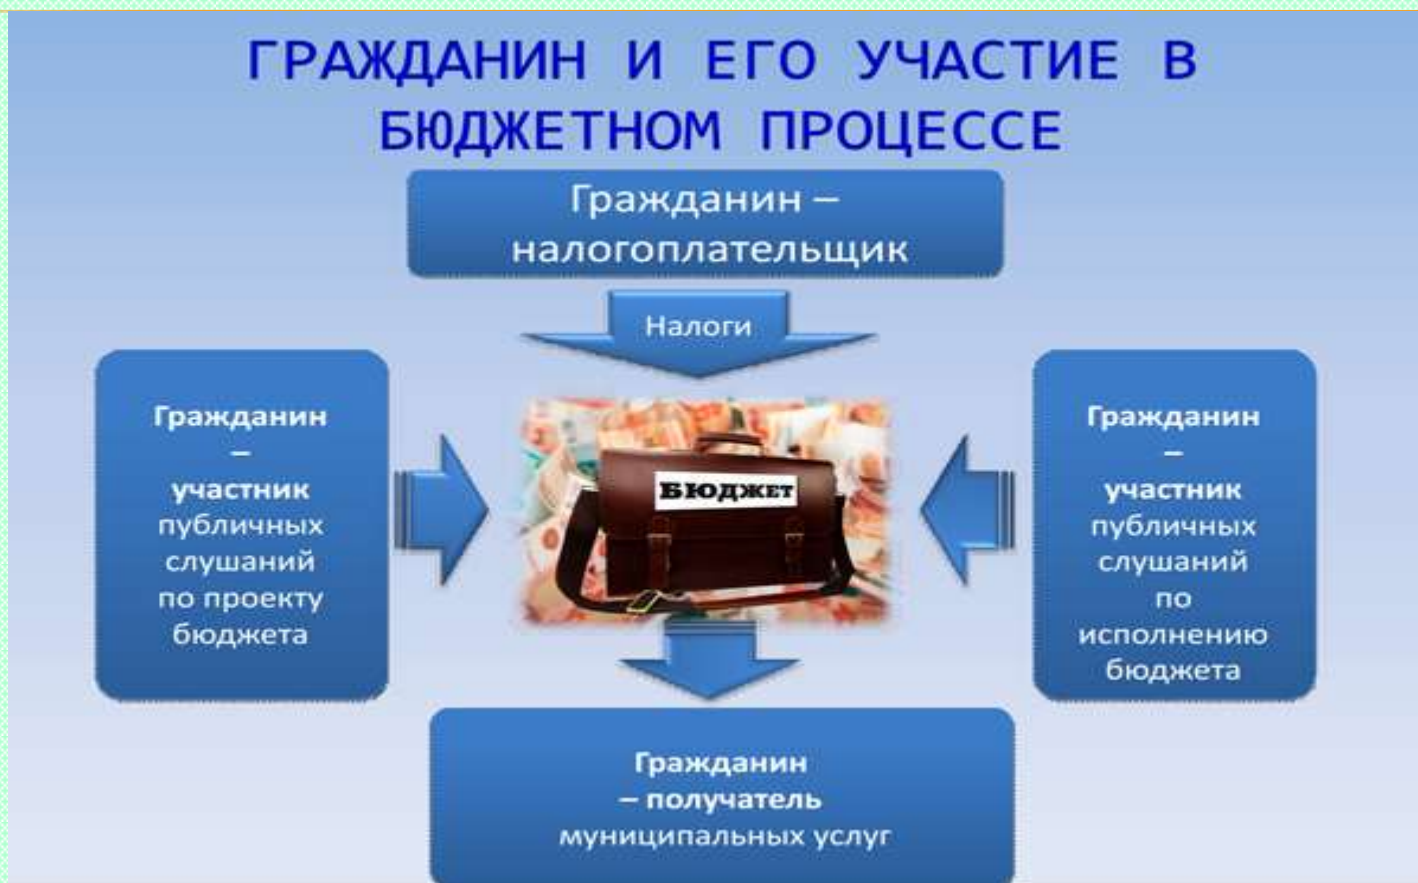 ГРАЖДАНИН И ЕГО УЧАСТИЕ В
БЮДЖЕТНОМ ПРОЦЕССЕ
Гражданин –
налогоплательщик
Налоги
Гражданин
–
участник
публичных
слушаний
по проекту
бюджета
БЮДЖЕТ
Гражданин
–
участник
публичных
слушаний
по
исполнению
бюджета
Гражданин
– получатель
муниципальных услуг